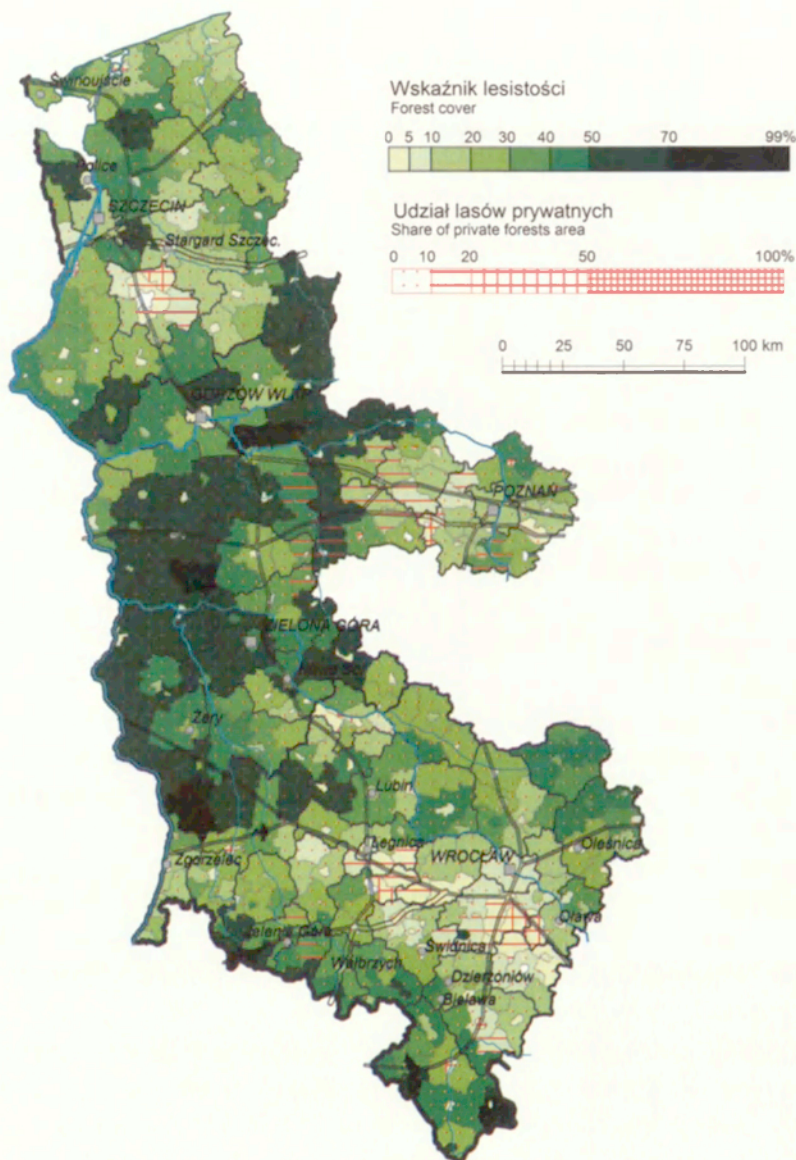 Wskaźnik lesistości
Forest cover
0 5 10 20 30 40 50 70 99%
Udział lasów prywatnych
Share of private forests area
0 10 20 50 100%
0 25 50 75 100 km
Świnoujście
Police
SZCZECIN
Stargard Szczec.
GORZÓW WLKP.
POZNAŃ
ZIELONA GÓRA
Żary
Lubin
Legnica
WROCŁAW
Oleśnica
Zgorzelec
Oława
Jelenia Góra
Świdnica
Wałbrzych
Dzierżoniów
Bielawa